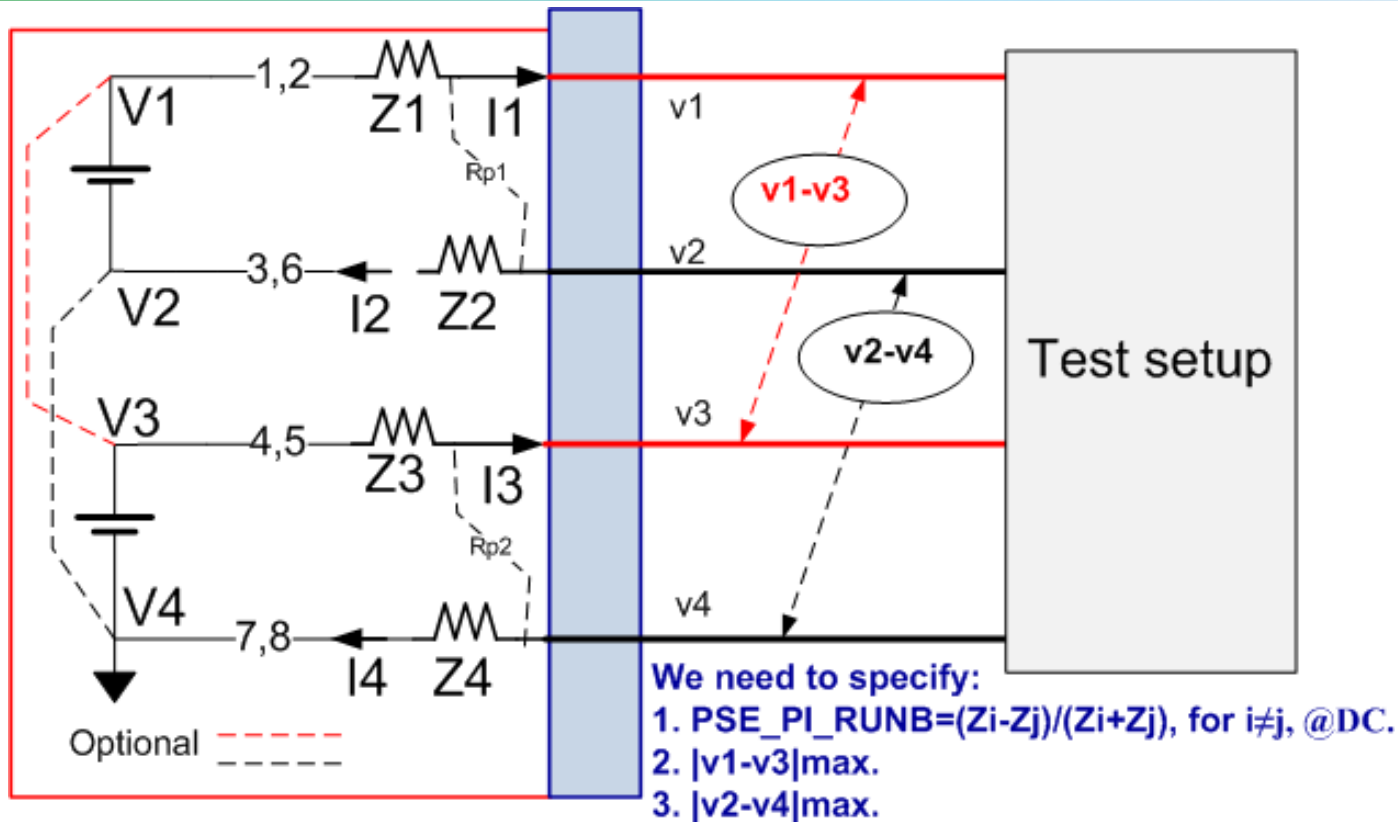 V1
1,2
Z1
I1
v1
Rp1
v1-v3
V2
3,6
I2
Z2
v2
v2-v4
Test setup
V3
4,5
Z3
I3
v3
Rp2
V4
7,8
I4
Z4
v4
Optional
We need to specify:
1. PSE_PI_RUNB=(Zi-Zj)/(Zi+Zj), for i≠j, @DC.
2. |v1-v3|max.
3. |v2-v4|max.